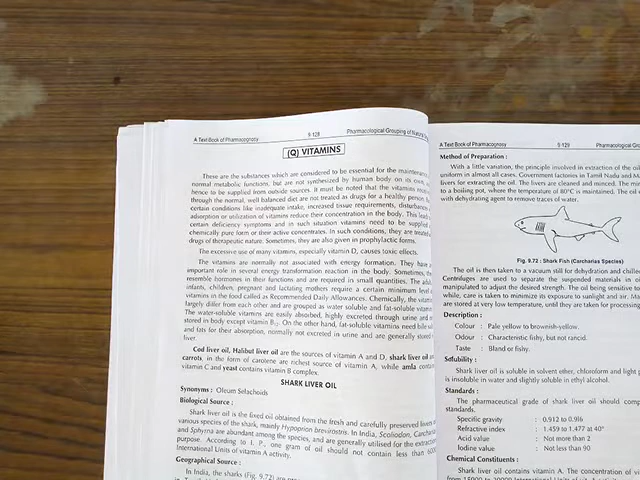 A Text Book of Pharmacognosy 9-128 Pharmacological Grouping of Natural
(Q) VITAMINS
These are the substances which are considered to be essential for the maintenance
normal metabolic functions, but are not synthesized by human body on its own,
hence to be supplied from outside sources. It must be noted that the vitamins
through the normal, well balanced diet are not treated as drugs for a healthy person.
certain conditions like inadequate intake, increased tissue requirements,
adsorption or utilization of vitamins reduce their concentration in the body. This
certain deficiency symptoms and in such situation vitamins need to be supplied
chemically pure form or their active concentrates. In such conditions, they are treated
drugs of therapeutic nature. Sometimes, they are also given in prophylactic forms.
The excessive use of many vitamins, especially vitamin D, causes toxic effects.
The vitamins are normally not associated with energy formation. They have
important role in several energy transformation reaction in the body. Sometimes,
resemble hormones in their functions and are required in small quantities. The
infants, children, pregnant and lactating mothers require a certain minimum
vitamins in the food called as Recommended Daily Allowances. Chemically, the
largely differ from each other and are grouped as water soluble and fat-soluble
The water-soluble vitamins are easily absorbed, highly excreted through urine and
stored in body except vitamin B12. On the other hand, fat-soluble vitamins need bile
and fats for their absorption, normally not excreted in urine and are generally stored
liver.
Cod liver oil, Halibut liver oil are the sources of vitamin A and D, shark liver oil
carrots, in the form of carotene are richest source of vitamin A, while amla
vitamin C and yeast contains vitamin B complex.
SHARK LIVER OIL
Synonyms : Oleum Selachoids
Biological Source :
Shark liver oil is the fixed oil obtained from the fresh and carefully preserved livers
various species of the shark, mainly Hypoprion brevirostris. In India, Scoliodon,
and Sphyrna are abundant among the species, and are generally utilised for the extraction
purpose. According to I. P., one gram of oil should not contain less than
International Units of vitamin A activity.
Geographical Source :
In India, the sharks (Fig. 9.72) are
A Text Book of Pharmacognosy 9-129 Pharmacological
Method of Preparation :
With a little variation, the principle involved in extraction of the oil
uniform in almost all cases. Government factories in Tamil Nadu and
livers for extracting the oil. The livers are cleaned and minced. The
to a boiling pot, where the temperature of 80°C is maintained. The oil
with dehydrating agent to remove traces of water.
Fig. 9.72 : Shark Fish (Carcharias Species)
The oil is then taken to a vacuum still for dehydration and
Centrifuges are used to separate the suspended materials in
manipulated to adjust the desired strength. The oil being sensitive to
while, care is taken to minimize its exposure to sunlight and air.
are stored at very low temperature, until they are taken for processing
Description :
Colour : Pale yellow to brownish-yellow.
Odour : Characteristic fishy, but not rancid.
Taste : Bland or fishy.
Solubility :
Shark liver oil is soluble in solvent ether, chloroform and light
is insoluble in water and slightly soluble in ethyl alcohol.
Standards :
The pharmaceutical grade of shark liver oil should
standards.
Specific gravity : 0.912 to 0.916
Refractive index : 1.459 to 1.477 at 40°
Acid value : Not more than 2
Iodine value : Not less than 90
Chemical Constituents :
Shark liver oil contains vitamin A. The concentration of
from 15000 to 30000 International Units of